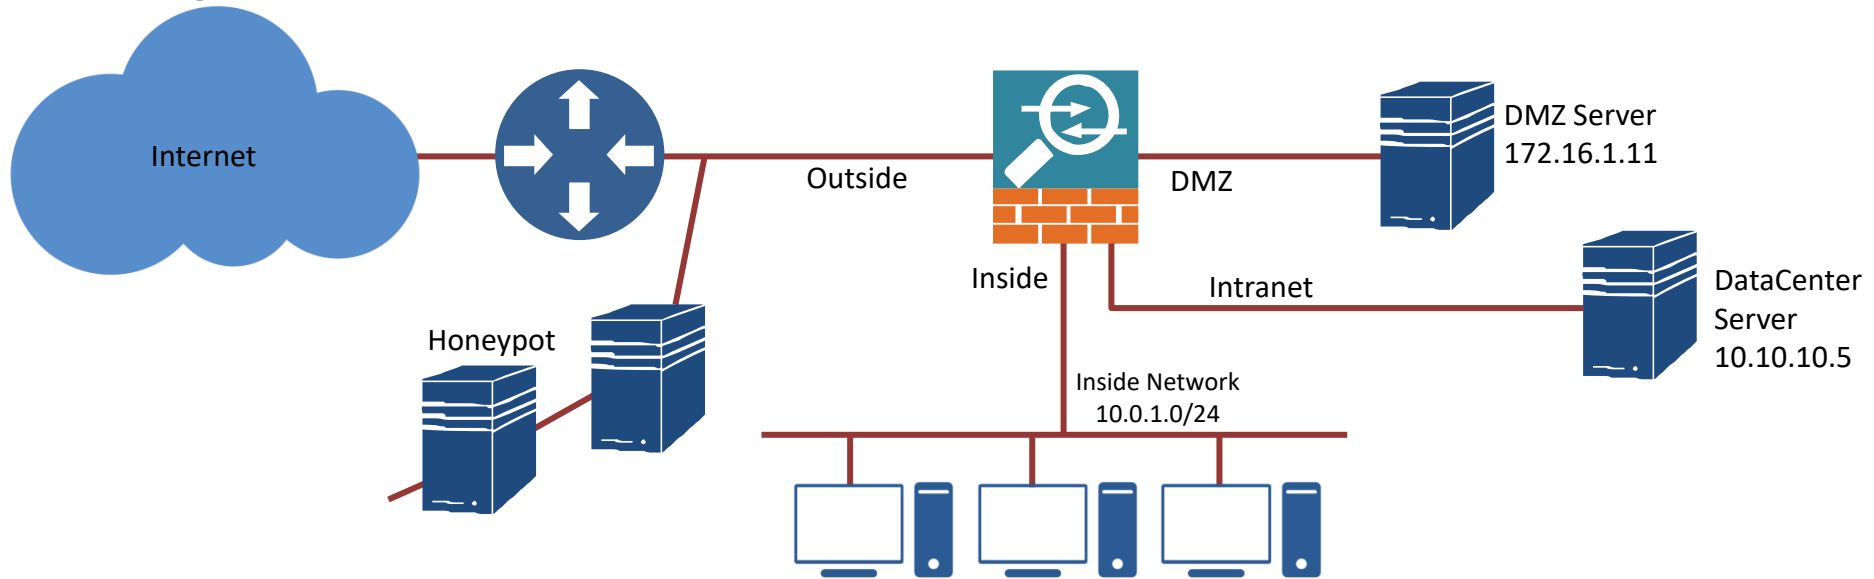 Internet
Outside
DMZ
DMZ Server
172.16.1.11
Inside
Intranet
DataCenter
Server
10.10.10.5
Honeypot
Inside Network
10.0.1.0/24